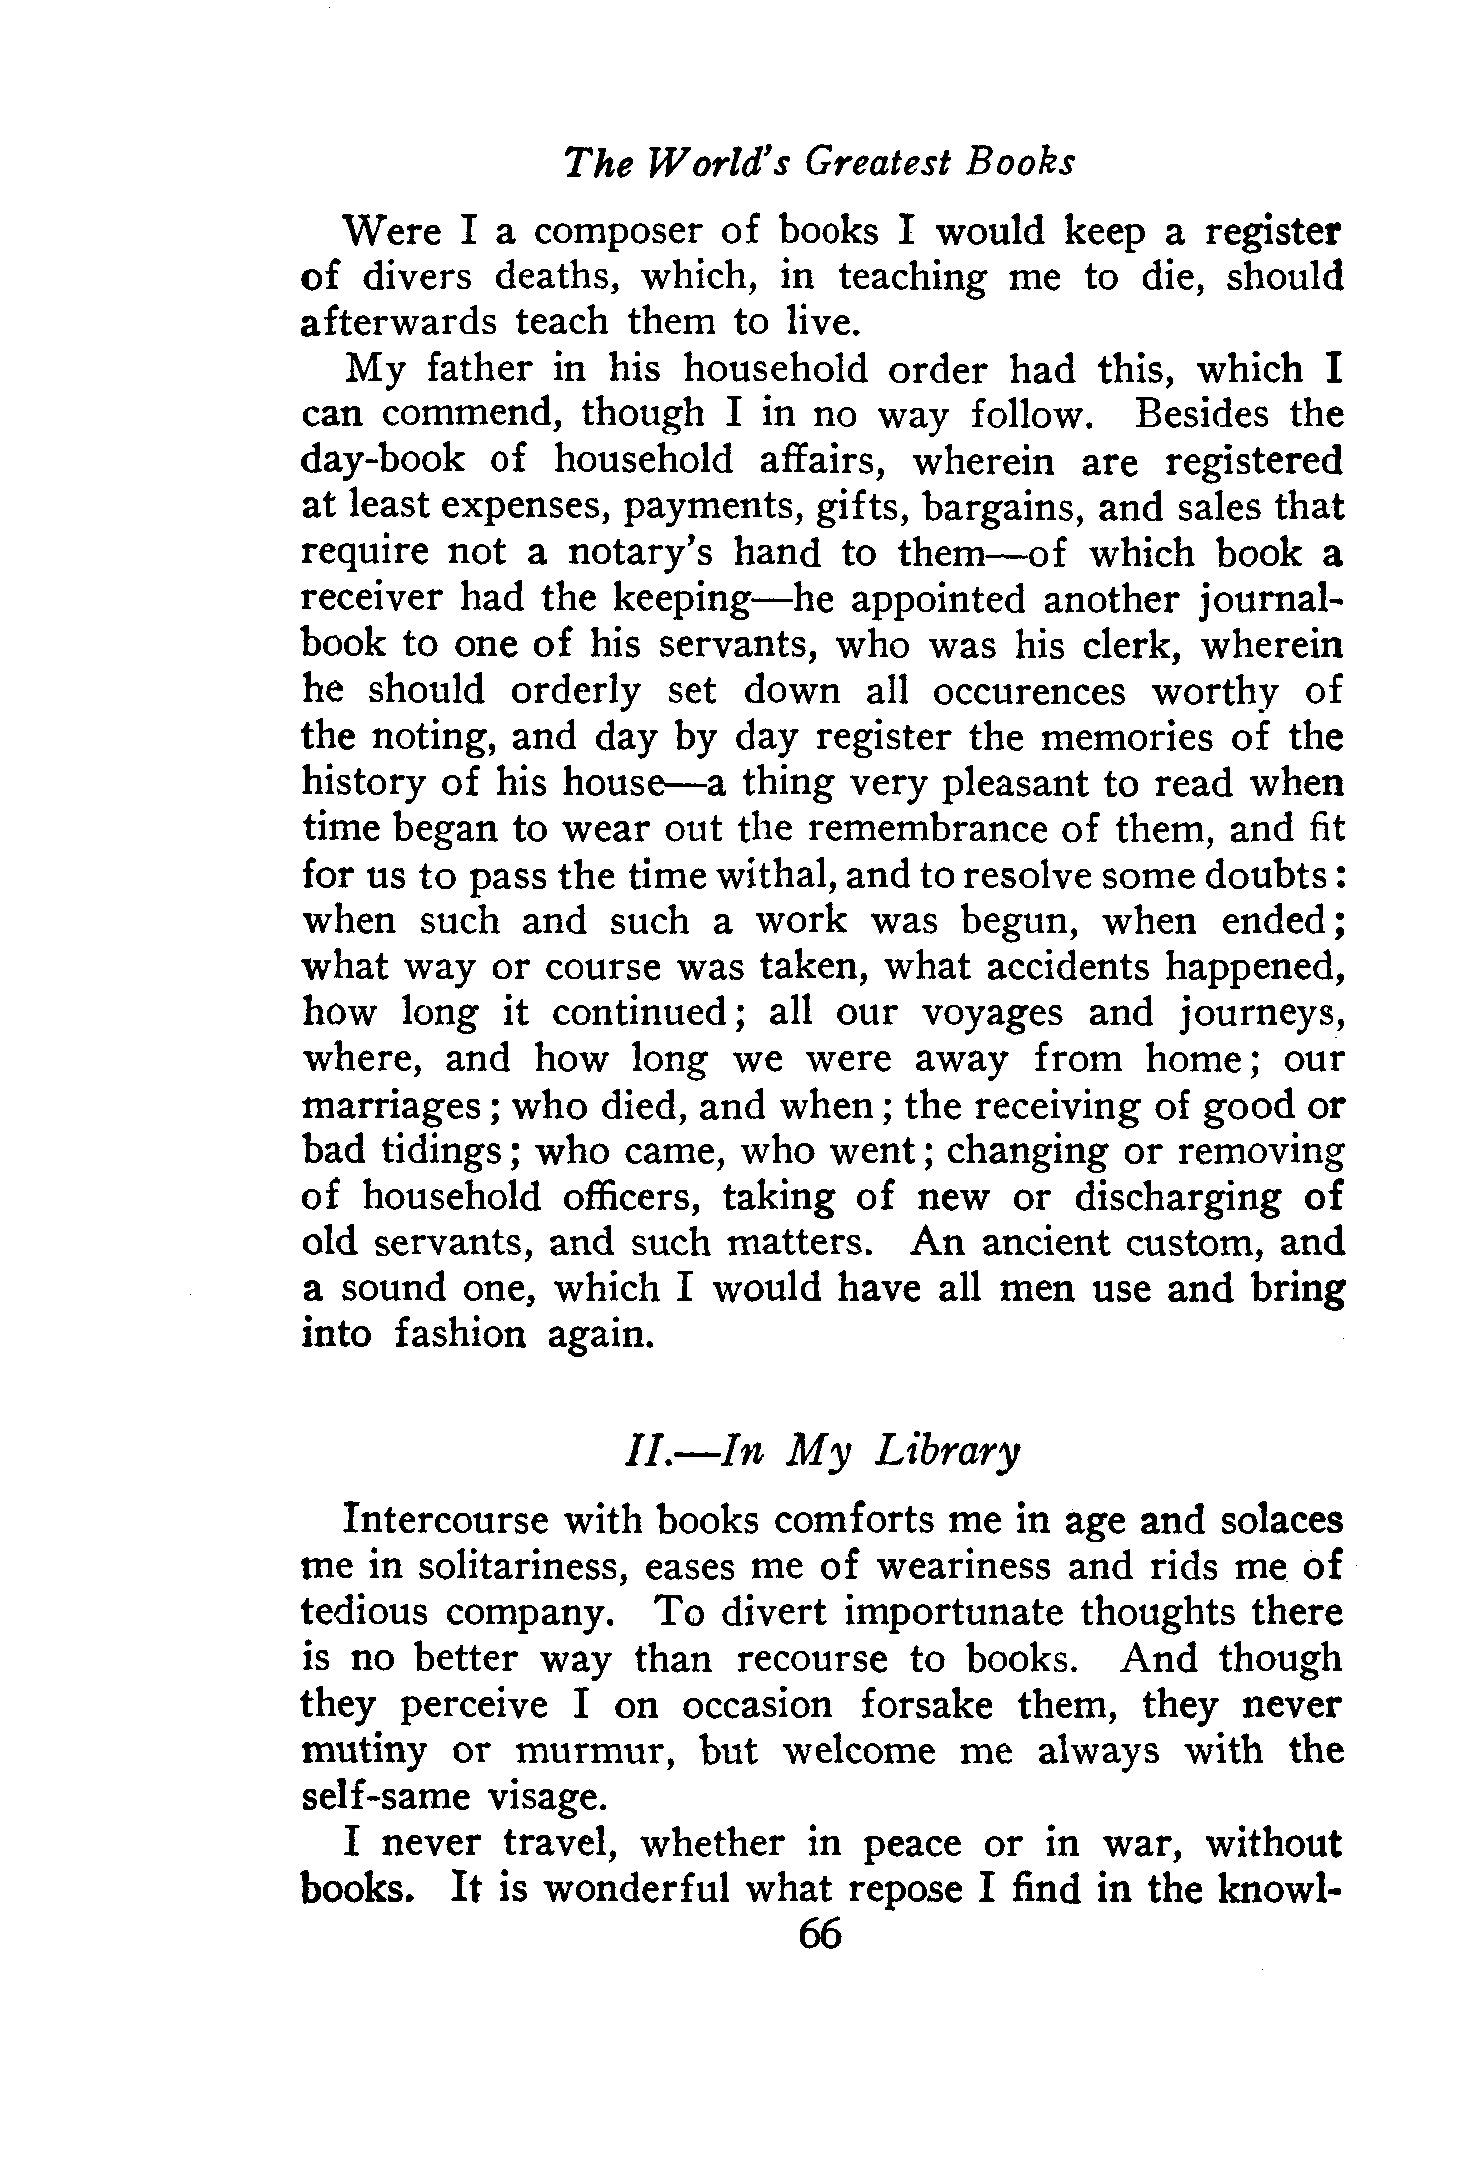 The World's Greatest Books
Were I a composer of books I would keep a register
of divers deaths, which, in teaching me to die, should
afterwards teach them to live.
My father in his household order had this, which I
can commend, though I in no way follow. Besides the
day-book of household affairs, wherein are registered
at least expenses, payments, gifts, bargains, and sales that
require not a notary's hand to them—of which book a
receiver had the keeping—he appointed another journal-
book to one of his servants, who was his clerk, wherein
he should orderly set down all occurences worthy of
the noting, and day by day register the memories of the
history of his house—a thing very pleasant to read when
time began to wear out the remembrance of them, and fit
for us to pass the time withal, and to resolve some doubts:
when such and such a work was begun, when ended;
what way or course was taken, what accidents happened,
how long it continued; all our voyages and journeys,
where, and how long we were away from home; our
marriages; who died, and when; the receiving of good or
bad tidings; who came, who went; changing or removing
of household officers, taking of new or discharging of
old servants, and such matters. An ancient custom, and
a sound one, which I would have all men use and bring
into fashion again.
II.—In My Library
Intercourse with books comforts me in age and solaces
me in solitariness, eases me of weariness and rids me of
tedious company. To divert importunate thoughts there
is no better way than recourse to books. And though
they perceive I on occasion forsake them, they never
mutiny or murmur, but welcome me always with the
self-same visage.
I never travel, whether in peace or in war, without
books. It is wonderful what repose I find in the knowl-
66